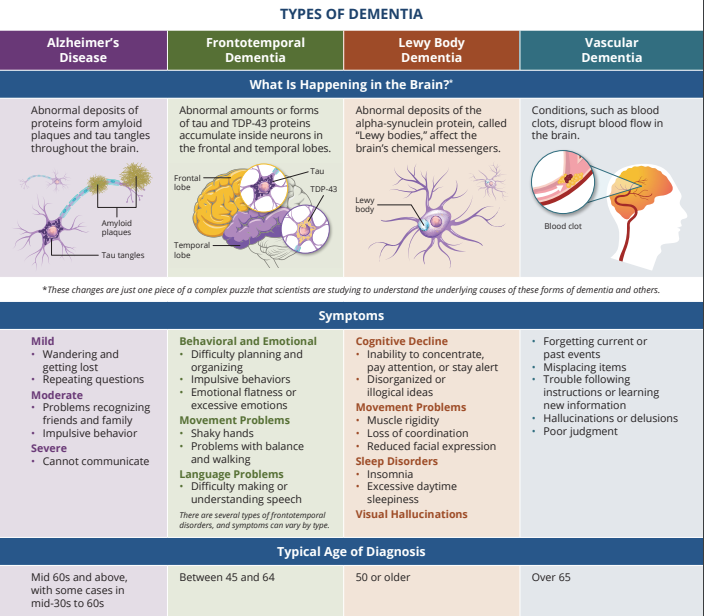 TYPES OF DEMENTIA
Alzheimer's
Disease
Frontotemporal
Dementia
Lewy Body
Dementia
Vascular
Dementia
What Is Happening in the Brain?*
Abnormal deposits of
proteins form amyloid
plaques and tau tangles
throughout the brain.
Amyloid
plaques
Tau tangles
Abnormal amounts or forms
of tau and TDP-43 proteins
accumulate inside neurons in
the frontal and temporal lobes.
Frontal
lobe
Tau
TDP-43
Temporal
lobe
Abnormal deposits of the
alpha-synuclein protein, called
"Lewy bodies," affect the
brain's chemical messengers.
Lewy
body
Conditions, such as blood
clots, disrupt blood flow in
the brain.
Blood clot
*These changes are just one piece of a complex puzzle that scientists are studying to understand the underlying causes of these forms of dementia and others.
Symptoms
Mild
• Wandering and
getting lost
• Repeating questions
Moderate
• Problems recognizing
friends and family
• Impulsive behavior
Severe
• Cannot communicate
Behavioral and Emotional
• Difficulty planning and
organizing
• Impulsive behaviors
• Emotional flatness or
excessive emotions
Movement Problems
• Shaky hands
• Problems with balance
and walking
Language Problems
• Difficulty making or
understanding speech
There are several types of frontotemporal
disorders, and symptoms can vary by type.
Cognitive Decline
• Inability to concentrate,
pay attention, or stay alert
• Disorganized or
illogical ideas
Movement Problems
• Muscle rigidity
• Loss of coordination
• Reduced facial expression
Sleep Disorders
• Insomnia
• Excessive daytime
sleepiness
Visual Hallucinations
• Forgetting current or
past events
• Misplacing items
• Trouble following
instructions or learning
new information
• Hallucinations or delusions
• Poor judgment
Typical Age of Diagnosis
Mid 60s and above,
with some cases in
mid-30s to 60s
Between 45 and 64
50 or older
Over 65